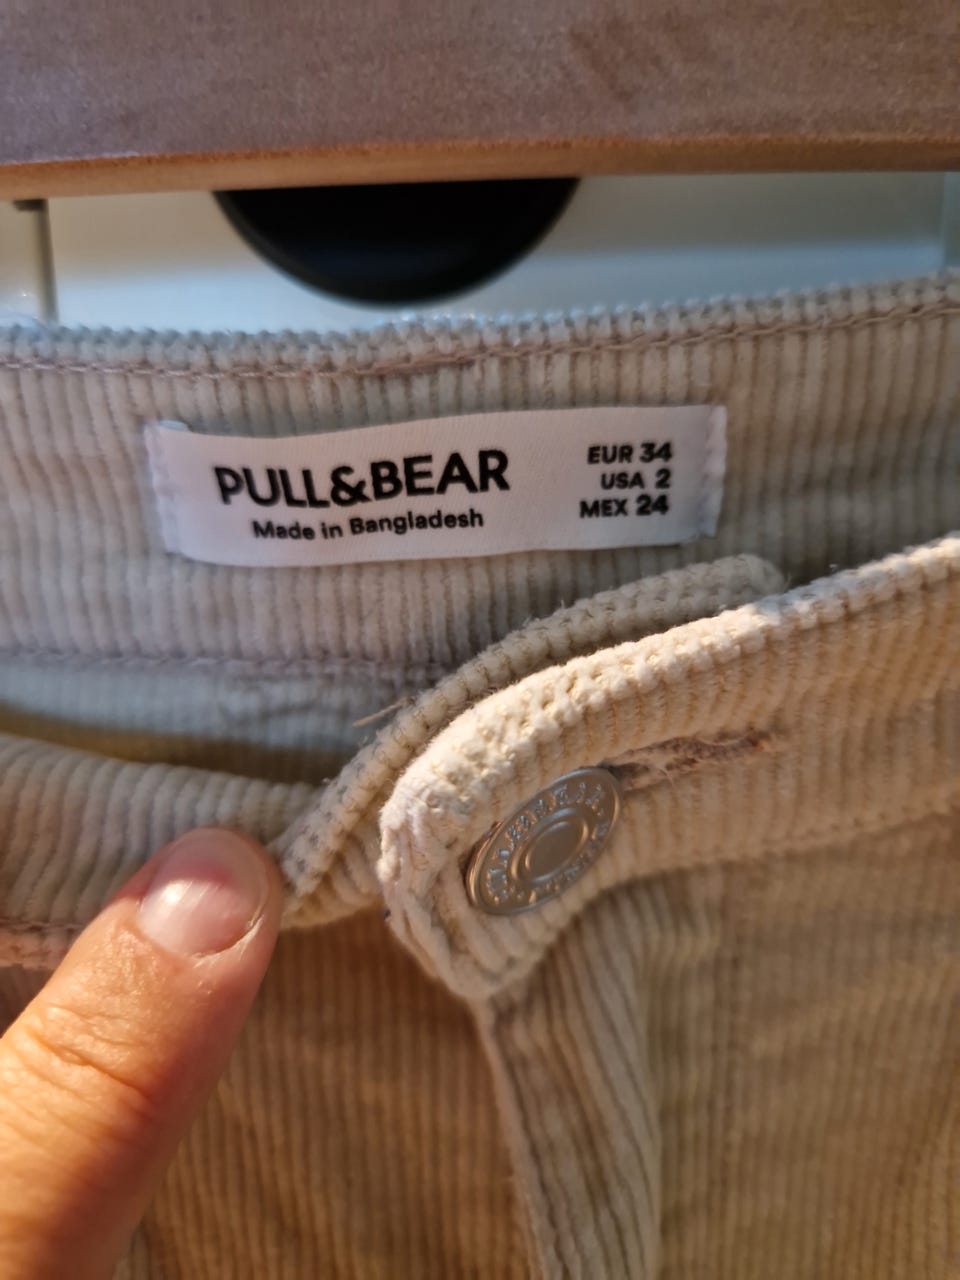 PULL&BEAR
Made in Bangladesh
EUR 34
USA 2
MEX 24